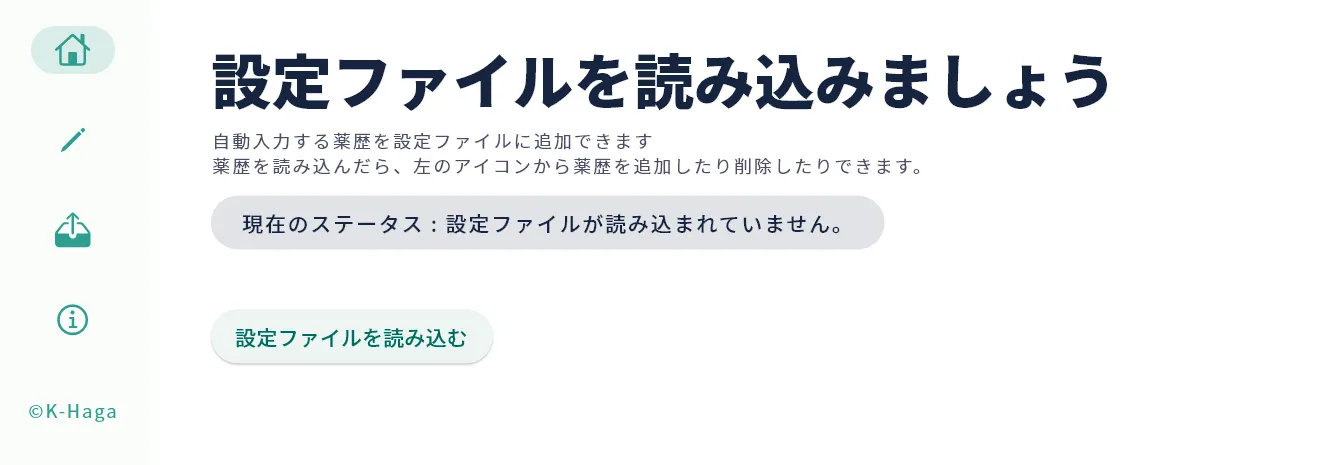 設定ファイルを読み込みましょう
自動入力する薬歴を設定ファイルに追加できます
薬歴を読み込んだら、左のアイコンから薬歴を追加したり削除したりできます。
現在のステータス：設定ファイルが読み込まれていません。
設定ファイルを読み込む
©K-Haga